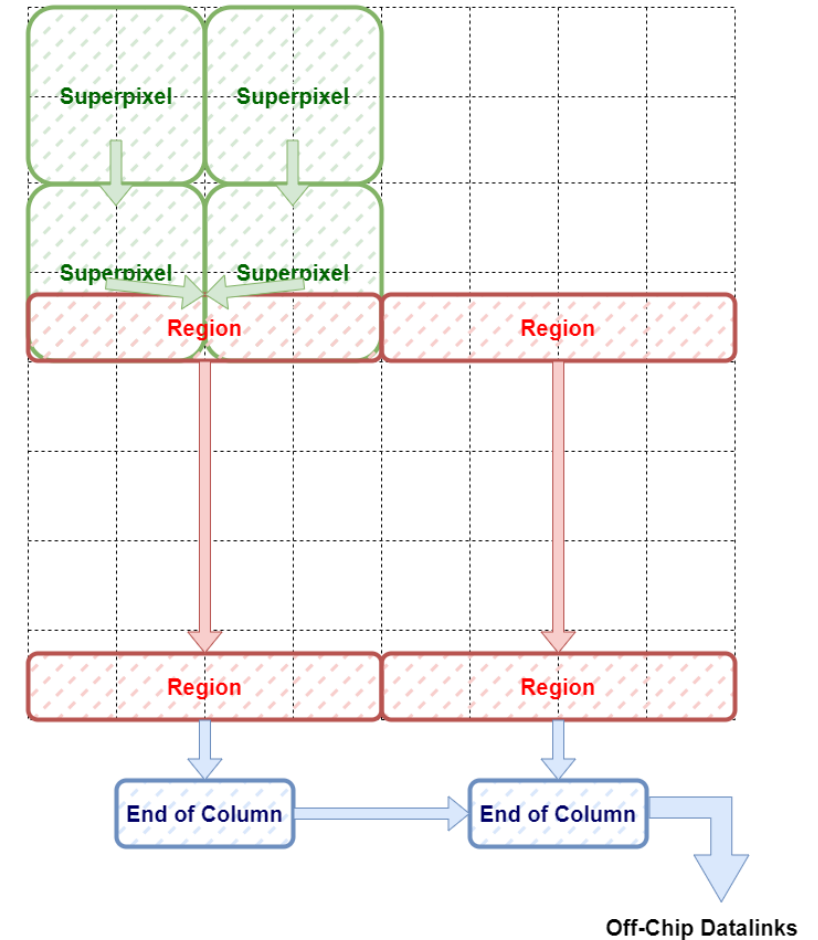 Superpixel
Superpixel
Superpixel
Superpixel
Region
Region
Region
Region
End of Column
End of Column
Off-Chip Datalinks